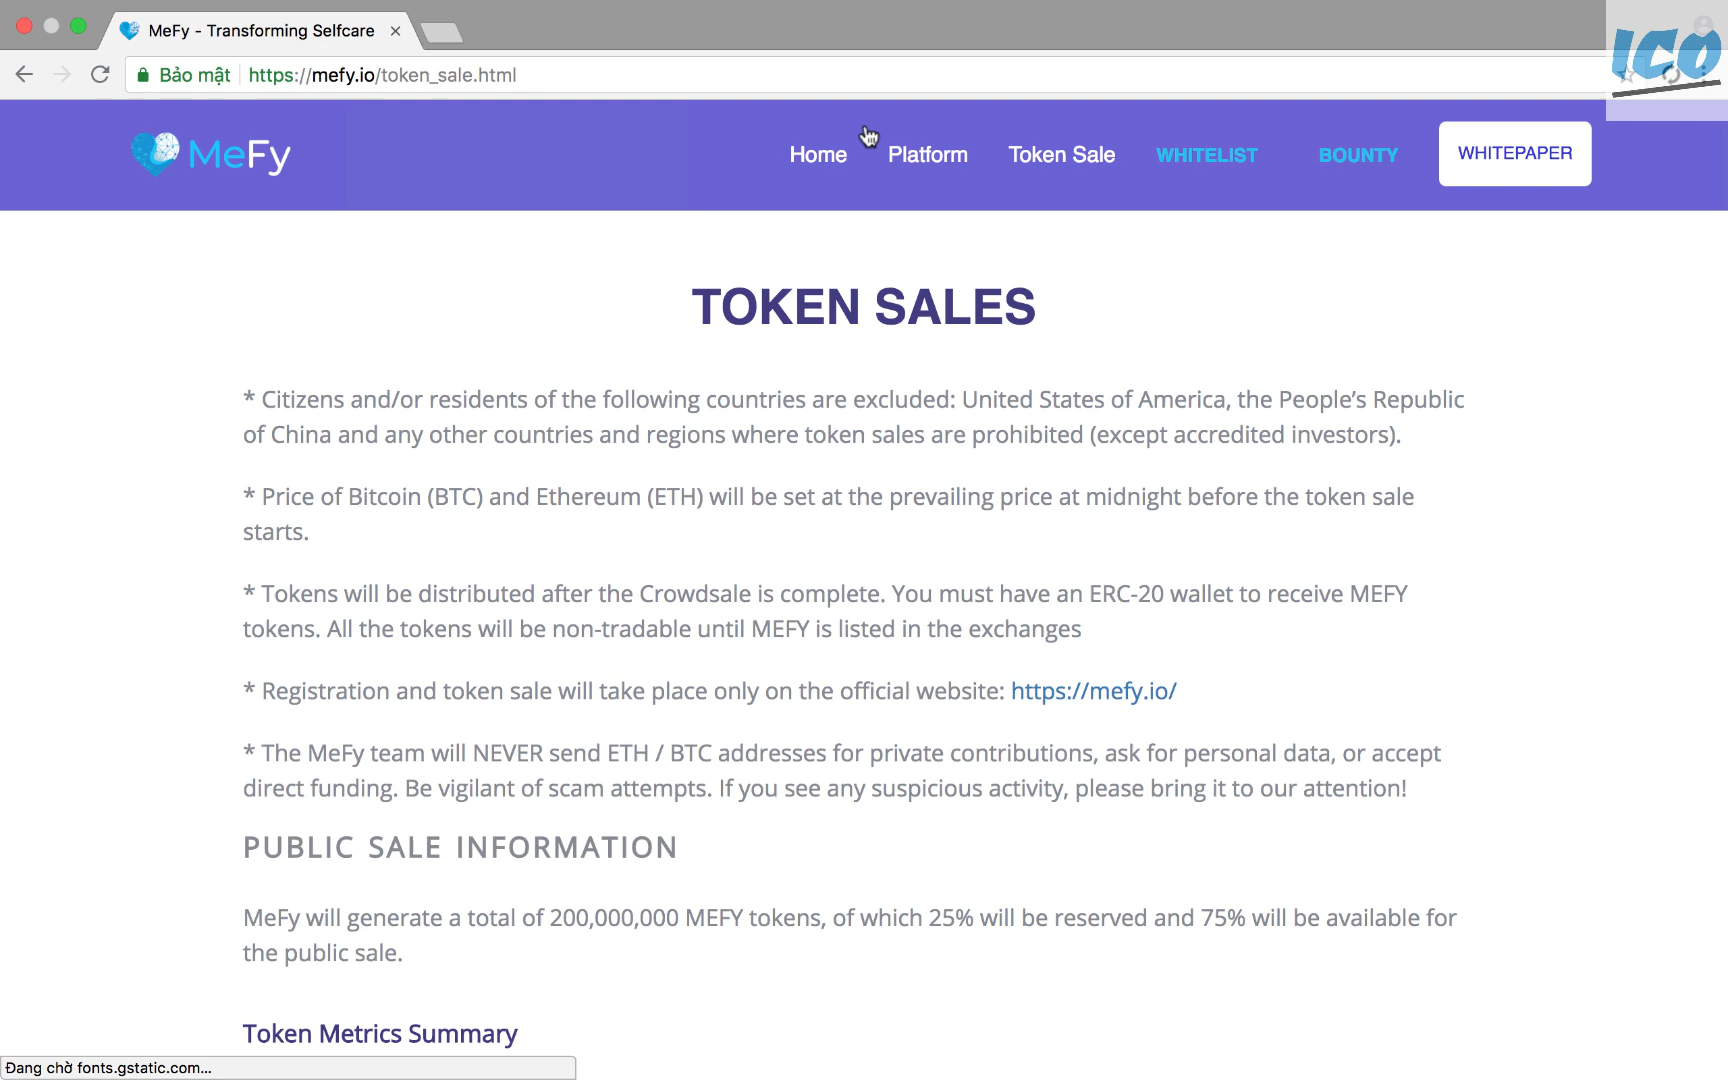 MeFy - Transforming Selfcare
ICO
Bảo mật https://mefy.io/token_sale.html
MeFy
Home Platform Token Sale WHITELIST BOUNTY WHITEPAPER
TOKEN SALES
* Citizens and/or residents of the following countries are excluded: United States of America, the People’s Republic
of China and any other countries and regions where token sales are prohibited (except accredited investors).
* Price of Bitcoin (BTC) and Ethereum (ETH) will be set at the prevailing price at midnight before the token sale
starts.
* Tokens will be distributed after the Crowdsale is complete. You must have an ERC-20 wallet to receive MEFY
tokens. All the tokens will be non-tradable until MEFY is listed in the exchanges
* Registration and token sale will take place only on the official website: https://mefy.io/
* The MeFy team will NEVER send ETH / BTC addresses for private contributions, ask for personal data, or accept
direct funding. Be vigilant of scam attempts. If you see any suspicious activity, please bring it to our attention!
PUBLIC SALE INFORMATION
MeFy will generate a total of 200,000,000 MEFY tokens, of which 25% will be reserved and 75% will be available for
the public sale.
Token Metrics Summary
Đang chờ fonts.gstatic.com...